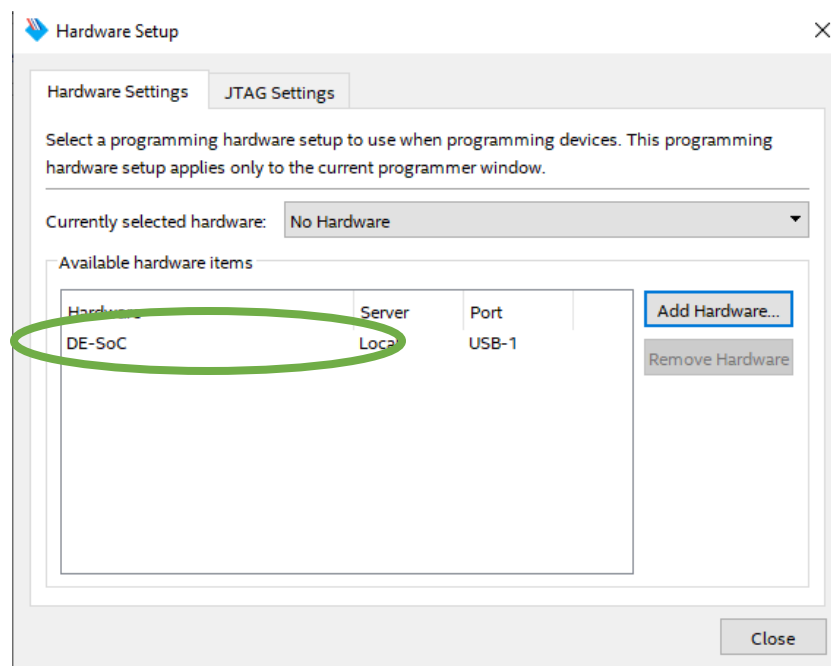 Hardware Setup
Hardware Settings JTAG Settings
Select a programming hardware setup to use when programming devices. This programming
hardware setup applies only to the current programmer window.
Currently selected hardware: No Hardware
Available hardware items
Hardware Server Port Add Hardware...
DE-SoC Local USB-1
Remove Hardware
Close